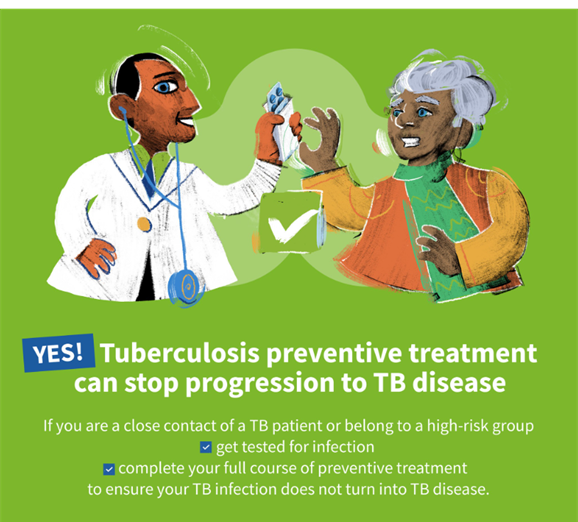 YES! Tuberculosis preventive treatment
can stop progression to TB disease
If you are a close contact of a TB patient or belong to a high-risk group
get tested for infection
complete your full course of preventive treatment
to ensure your TB infection does not turn into TB disease.